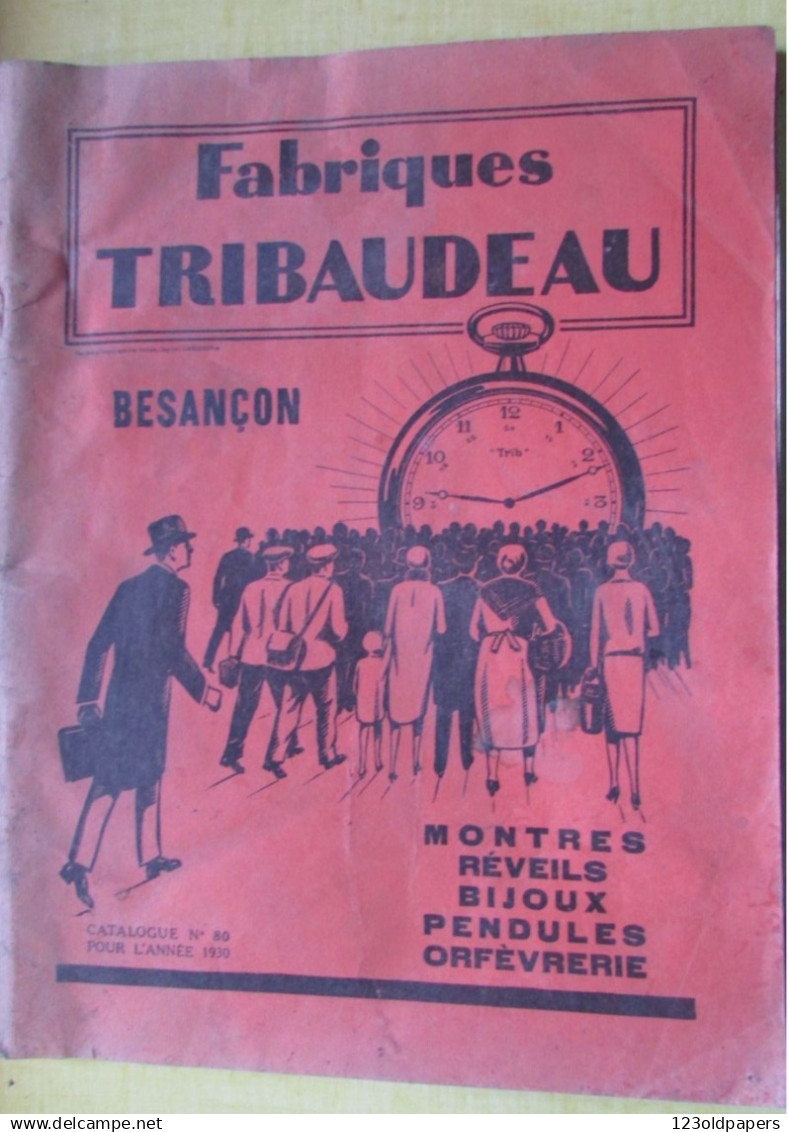 Fabriques
TRIBAUDEAU
BESANÇON
12
11
24
1
10
"Trib"
2
9
3
MONTRES
RÉVEILS
BIJOUX
PENDULES
ORFÈVRERIE
CATALOGUE N° 80
POUR L'ANNÉE 1930
delcampe.net
123oldpapers